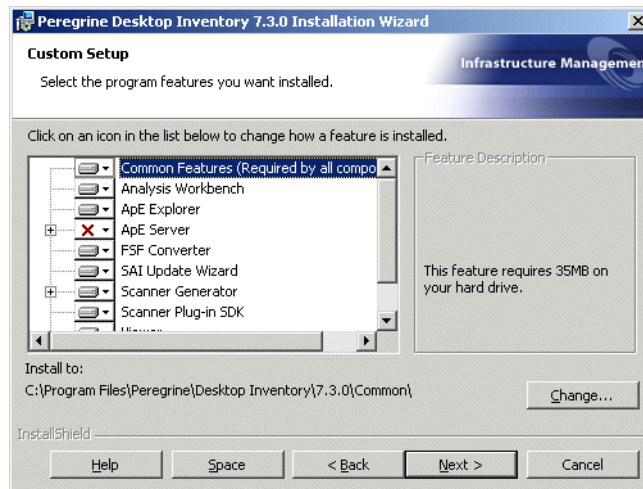 Peregrine Desktop Inventory 7.3.0 Installation Wizard
Custom Setup
Select the program features you want installed.
Infrastructure Managemen
Click on an icon in the list below to change how a feature is installed.
Common Features (Required by all compo
Analysis Workbench
ApE Explorer
ApE Server
FSF Converter
SAI Update Wizard
Scanner Generator
Scanner Plug-in SDK
Viewer
Feature Description
This feature requires 35MB on
your hard drive.
Install to:
C:\Program Files\Peregrine\Desktop Inventory\7.3.0\Common\
Change...
InstallShield
Help
Space
< Back
Next >
Cancel